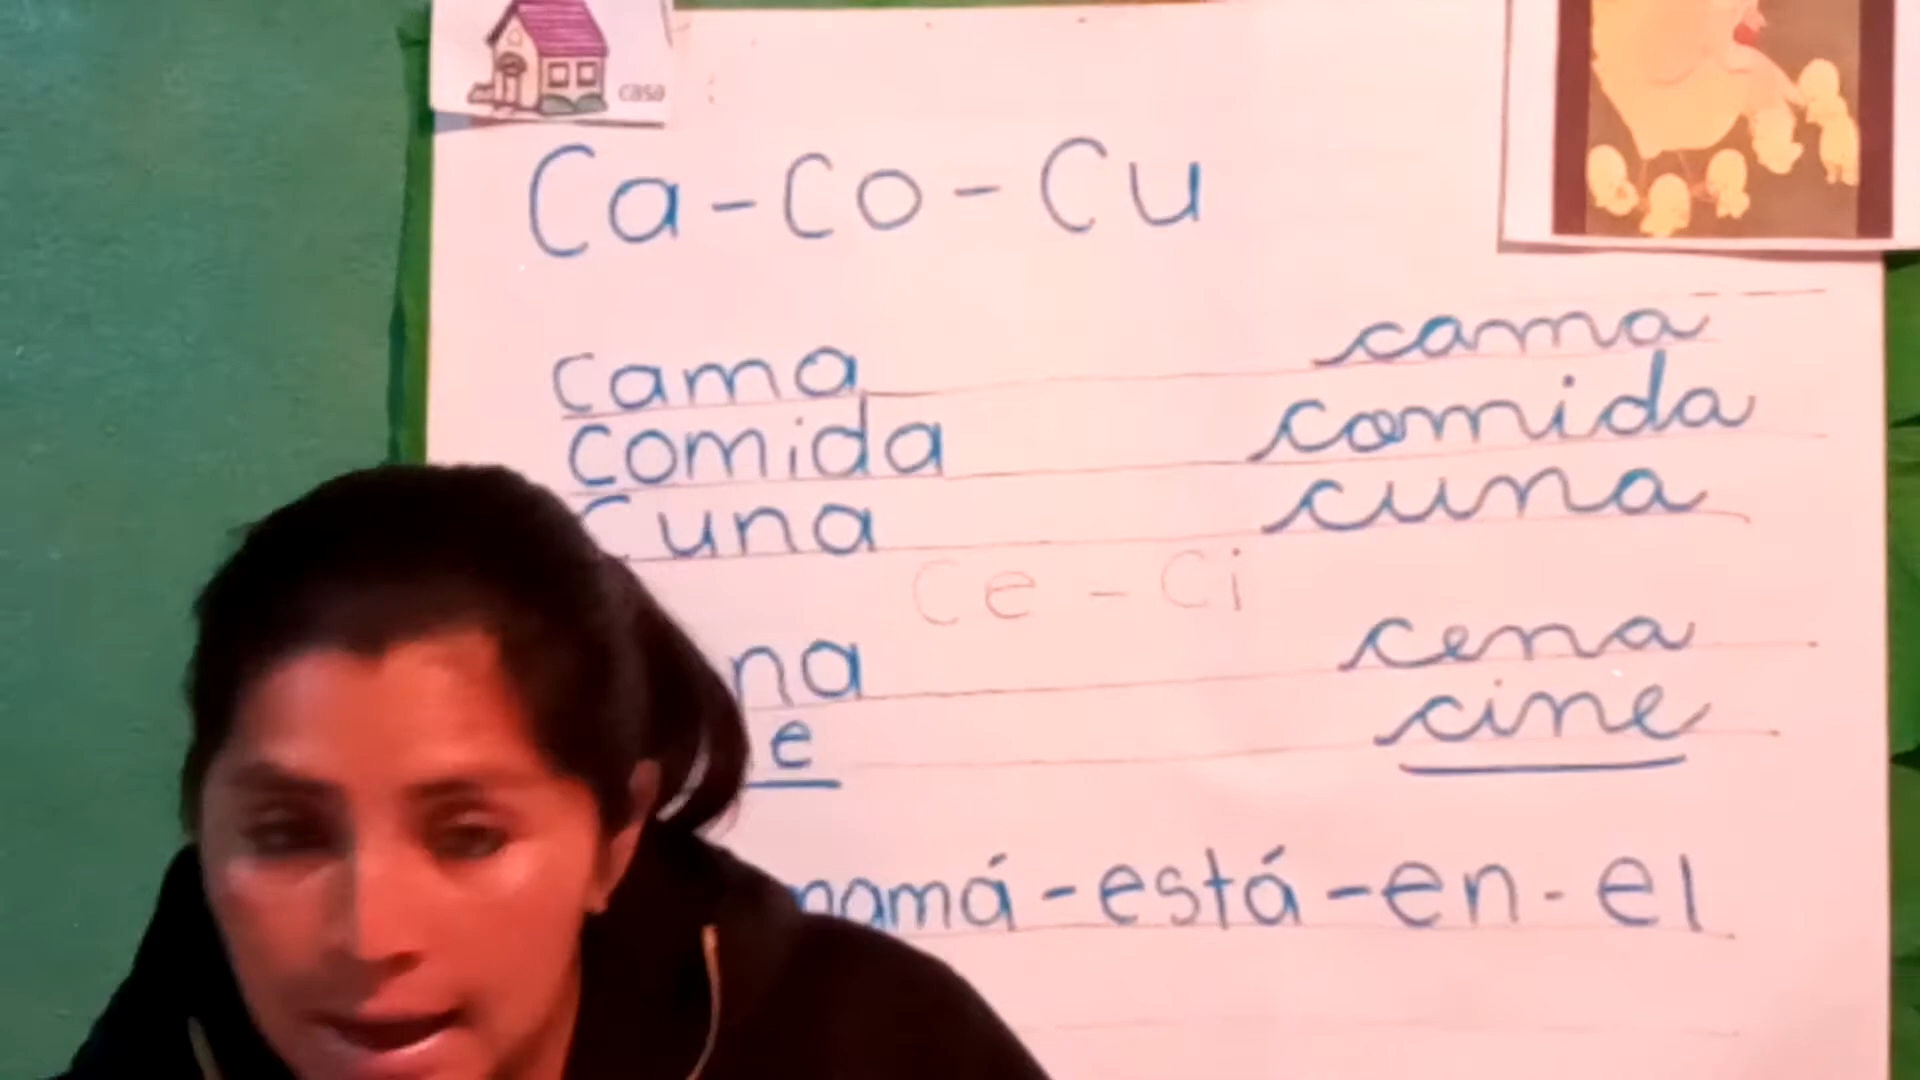 casa
Ca - Co - Cu
cama cama
comida comida
cuna cuna
Ce - Ci
na cena
e cine
mamá - está - en - el